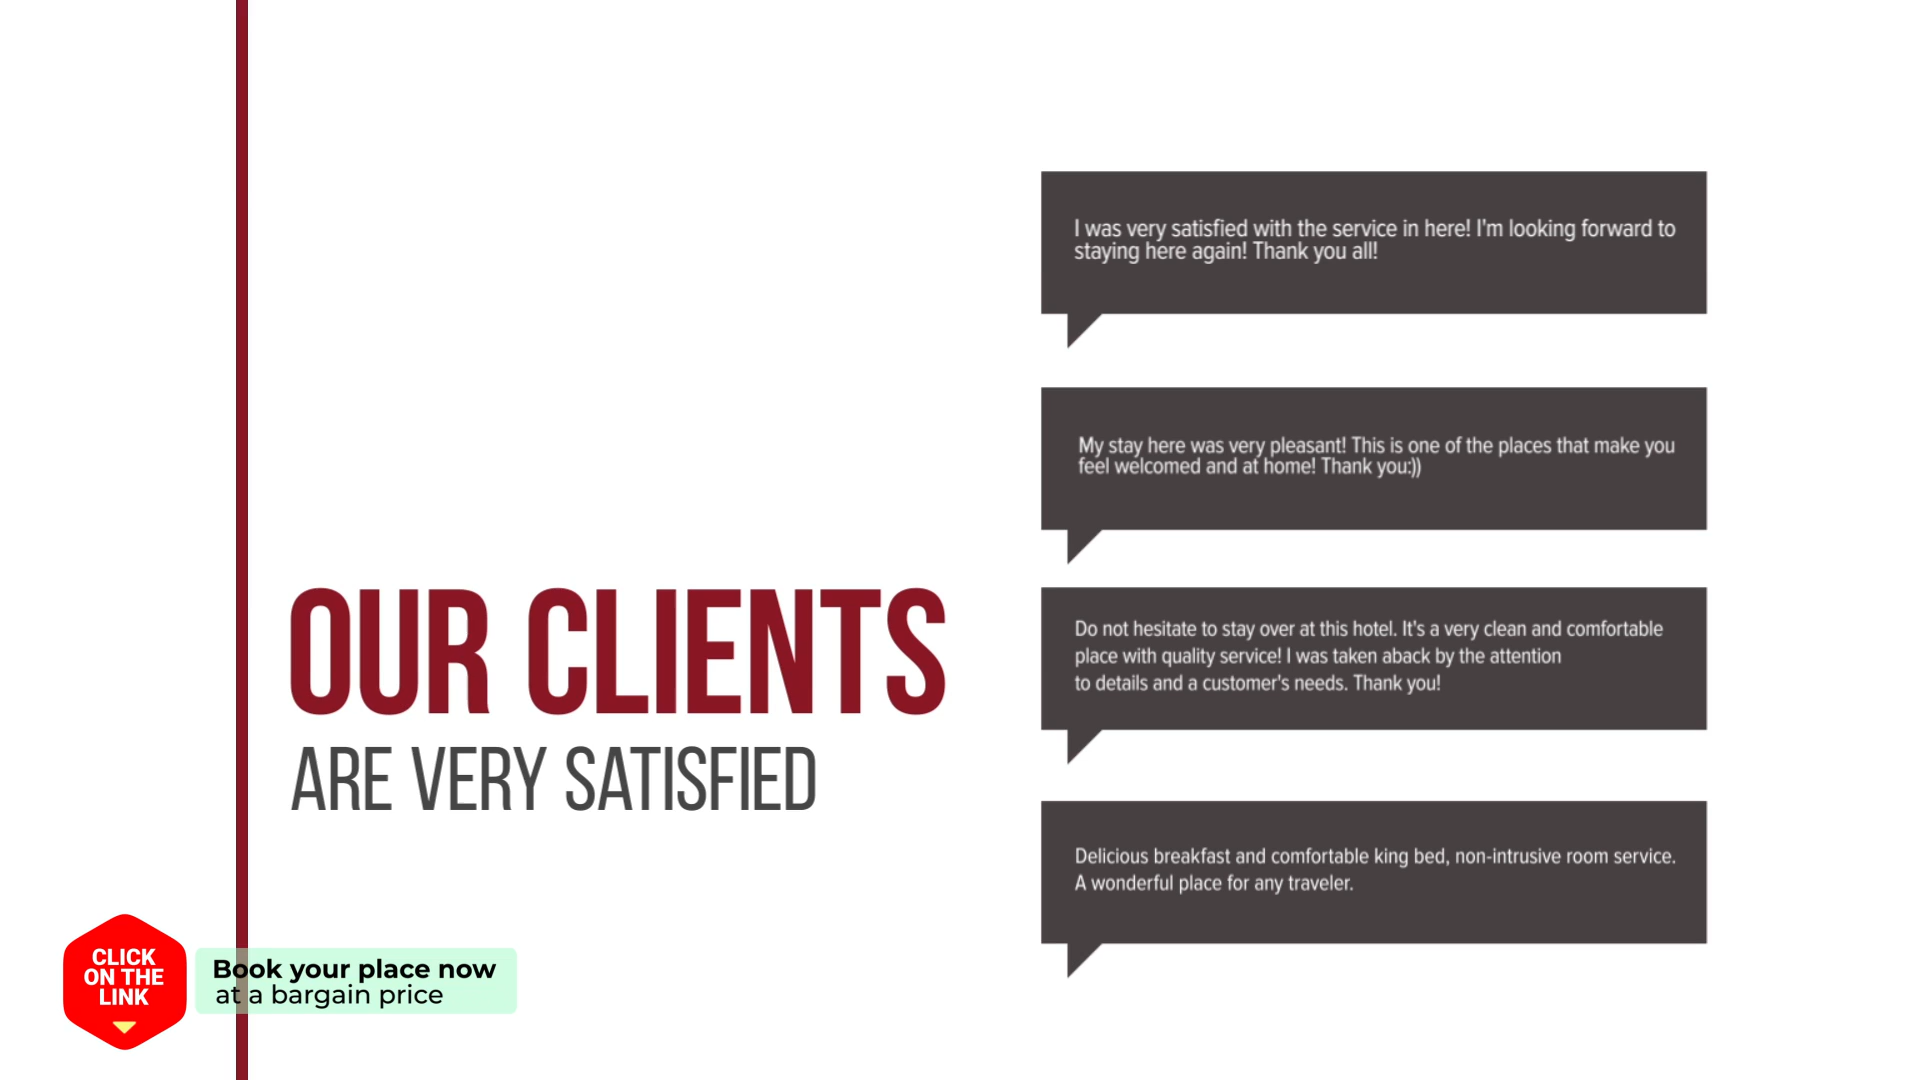 I was very satisfied with the service in here! I'm looking forward to
staying here again! Thank you all!
My stay here was very pleasant! This is one of the places that make you
feel welcomed and at home! Thank you:))
OUR CLIENTS
ARE VERY SATISFIED
Do not hesitate to stay over at this hotel. It's a very clean and comfortable
place with quality service! I was taken aback by the attention
to details and a customer's needs. Thank you!
Delicious breakfast and comfortable king bed, non-intrusive room service.
A wonderful place for any traveler.
CLICK
ON THE
LINK
Book your place now
at a bargain price